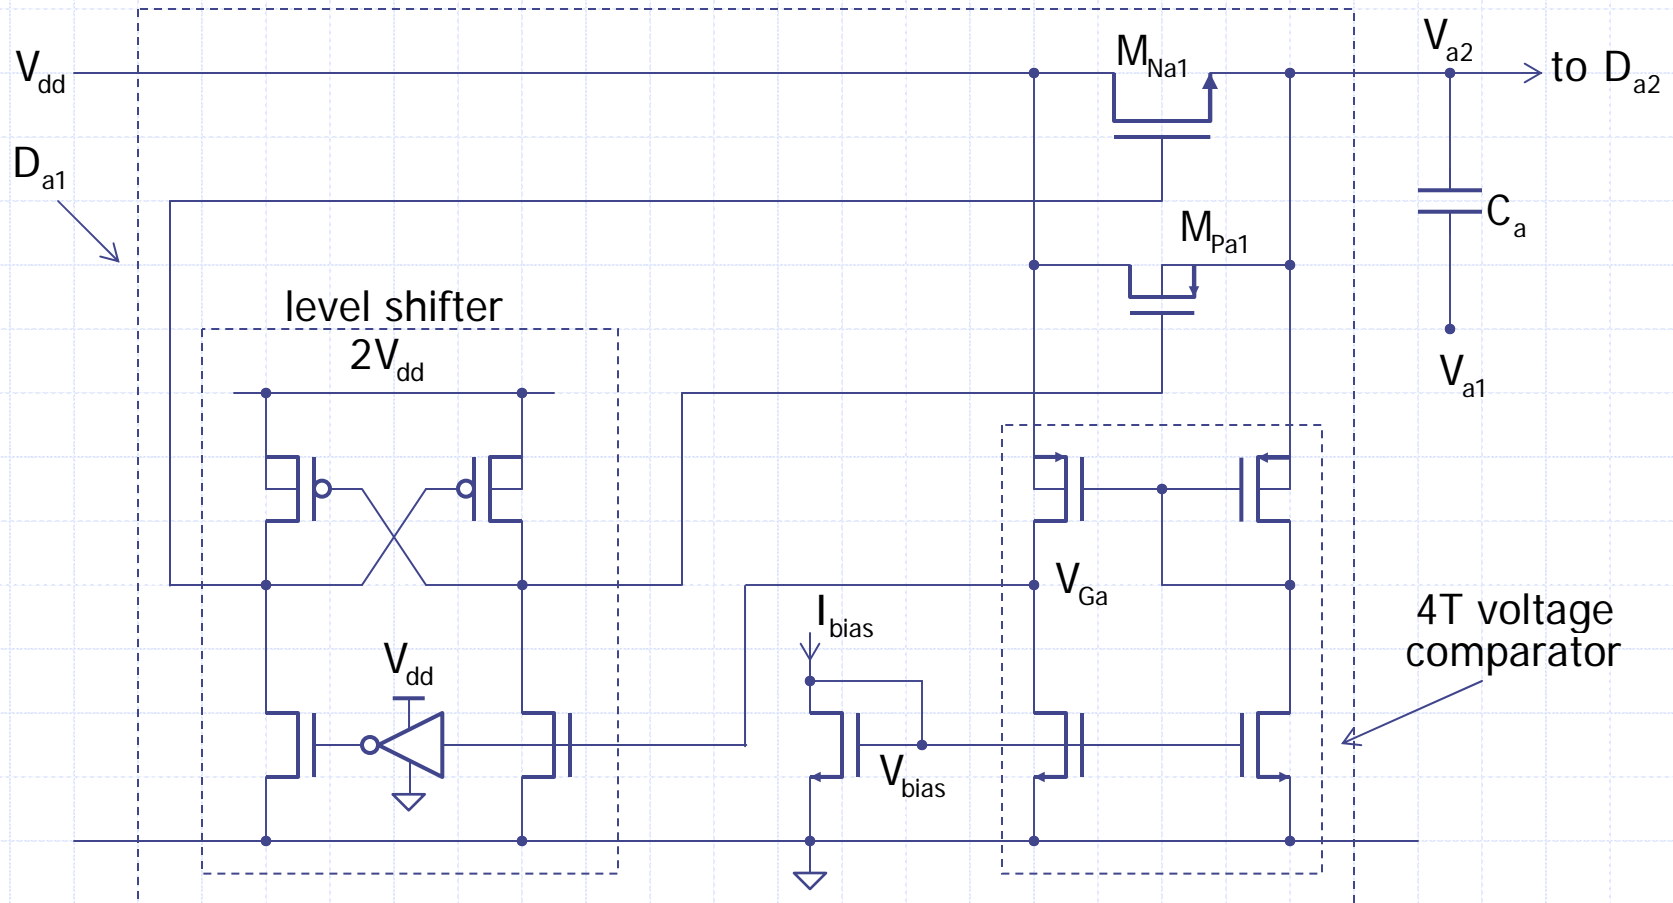 Vdd
MNa1
Va2
to Da2
Da1
Ca
MPa1
level shifter
2Vdd
Va1
VGa
Ibias
4T voltage
comparator
Vdd
Vbias